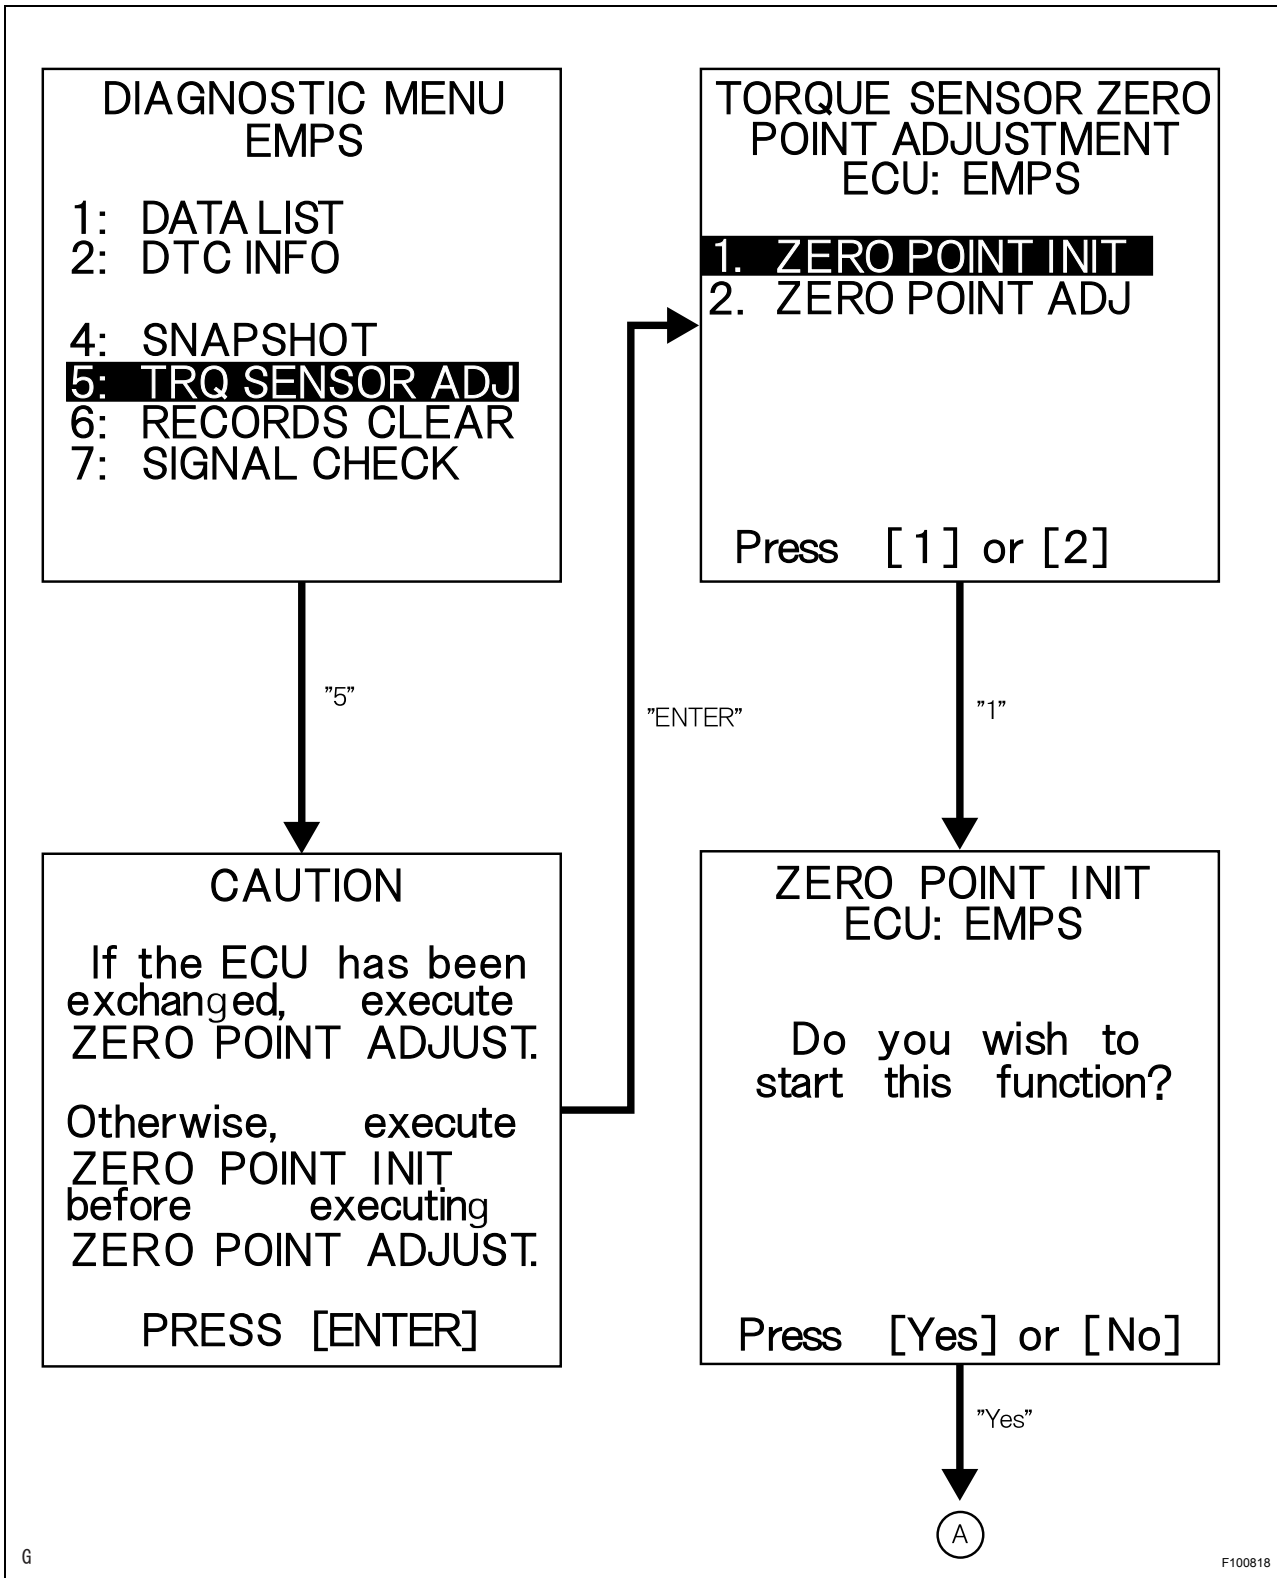 DIAGNOSTIC MENU
EMPS
1: DATA LIST
2: DTC INFO
4: SNAPSHOT
5: TRQ SENSOR ADJ
6: RECORDS CLEAR
7: SIGNAL CHECK
"5"
CAUTION
If the ECU has been
exchanged, execute
ZERO POINT ADJUST.
Otherwise, execute
ZERO POINT INIT
before executing
ZERO POINT ADJUST.
PRESS [ENTER]
"ENTER"
TORQUE SENSOR ZERO
POINT ADJUSTMENT
ECU: EMPS
1. ZERO POINT INIT
2. ZERO POINT ADJ
Press [1] or [2]
"1"
ZERO POINT INIT
ECU: EMPS
Do you wish to
start this function?
Press [Yes] or [No]
"Yes"
A
G
F100818